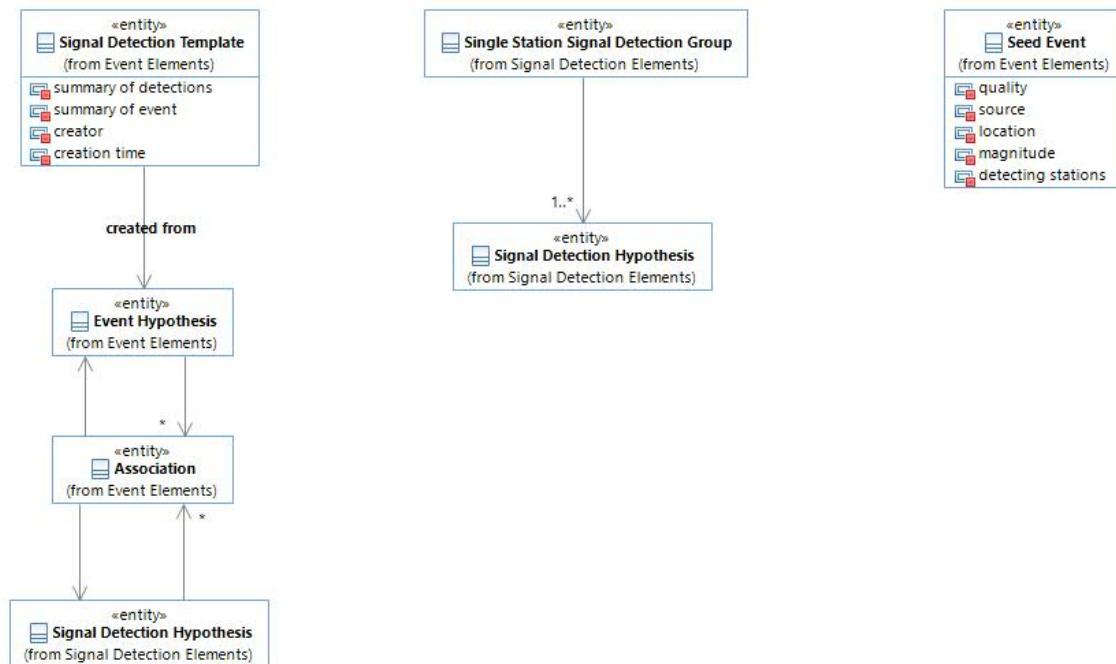 «entity»
Signal Detection Template
(from Event Elements)
summary of detections
summary of event
creator
creation time
created from
«entity»
Event Hypothesis
(from Event Elements)
*
«entity»
Association
(from Event Elements)
*
«entity»
Signal Detection Hypothesis
(from Signal Detection Elements)
«entity»
Single Station Signal Detection Group
(from Signal Detection Elements)
1..*
«entity»
Signal Detection Hypothesis
(from Signal Detection Elements)
«entity»
Seed Event
(from Event Elements)
quality
source
location
magnitude
detecting stations